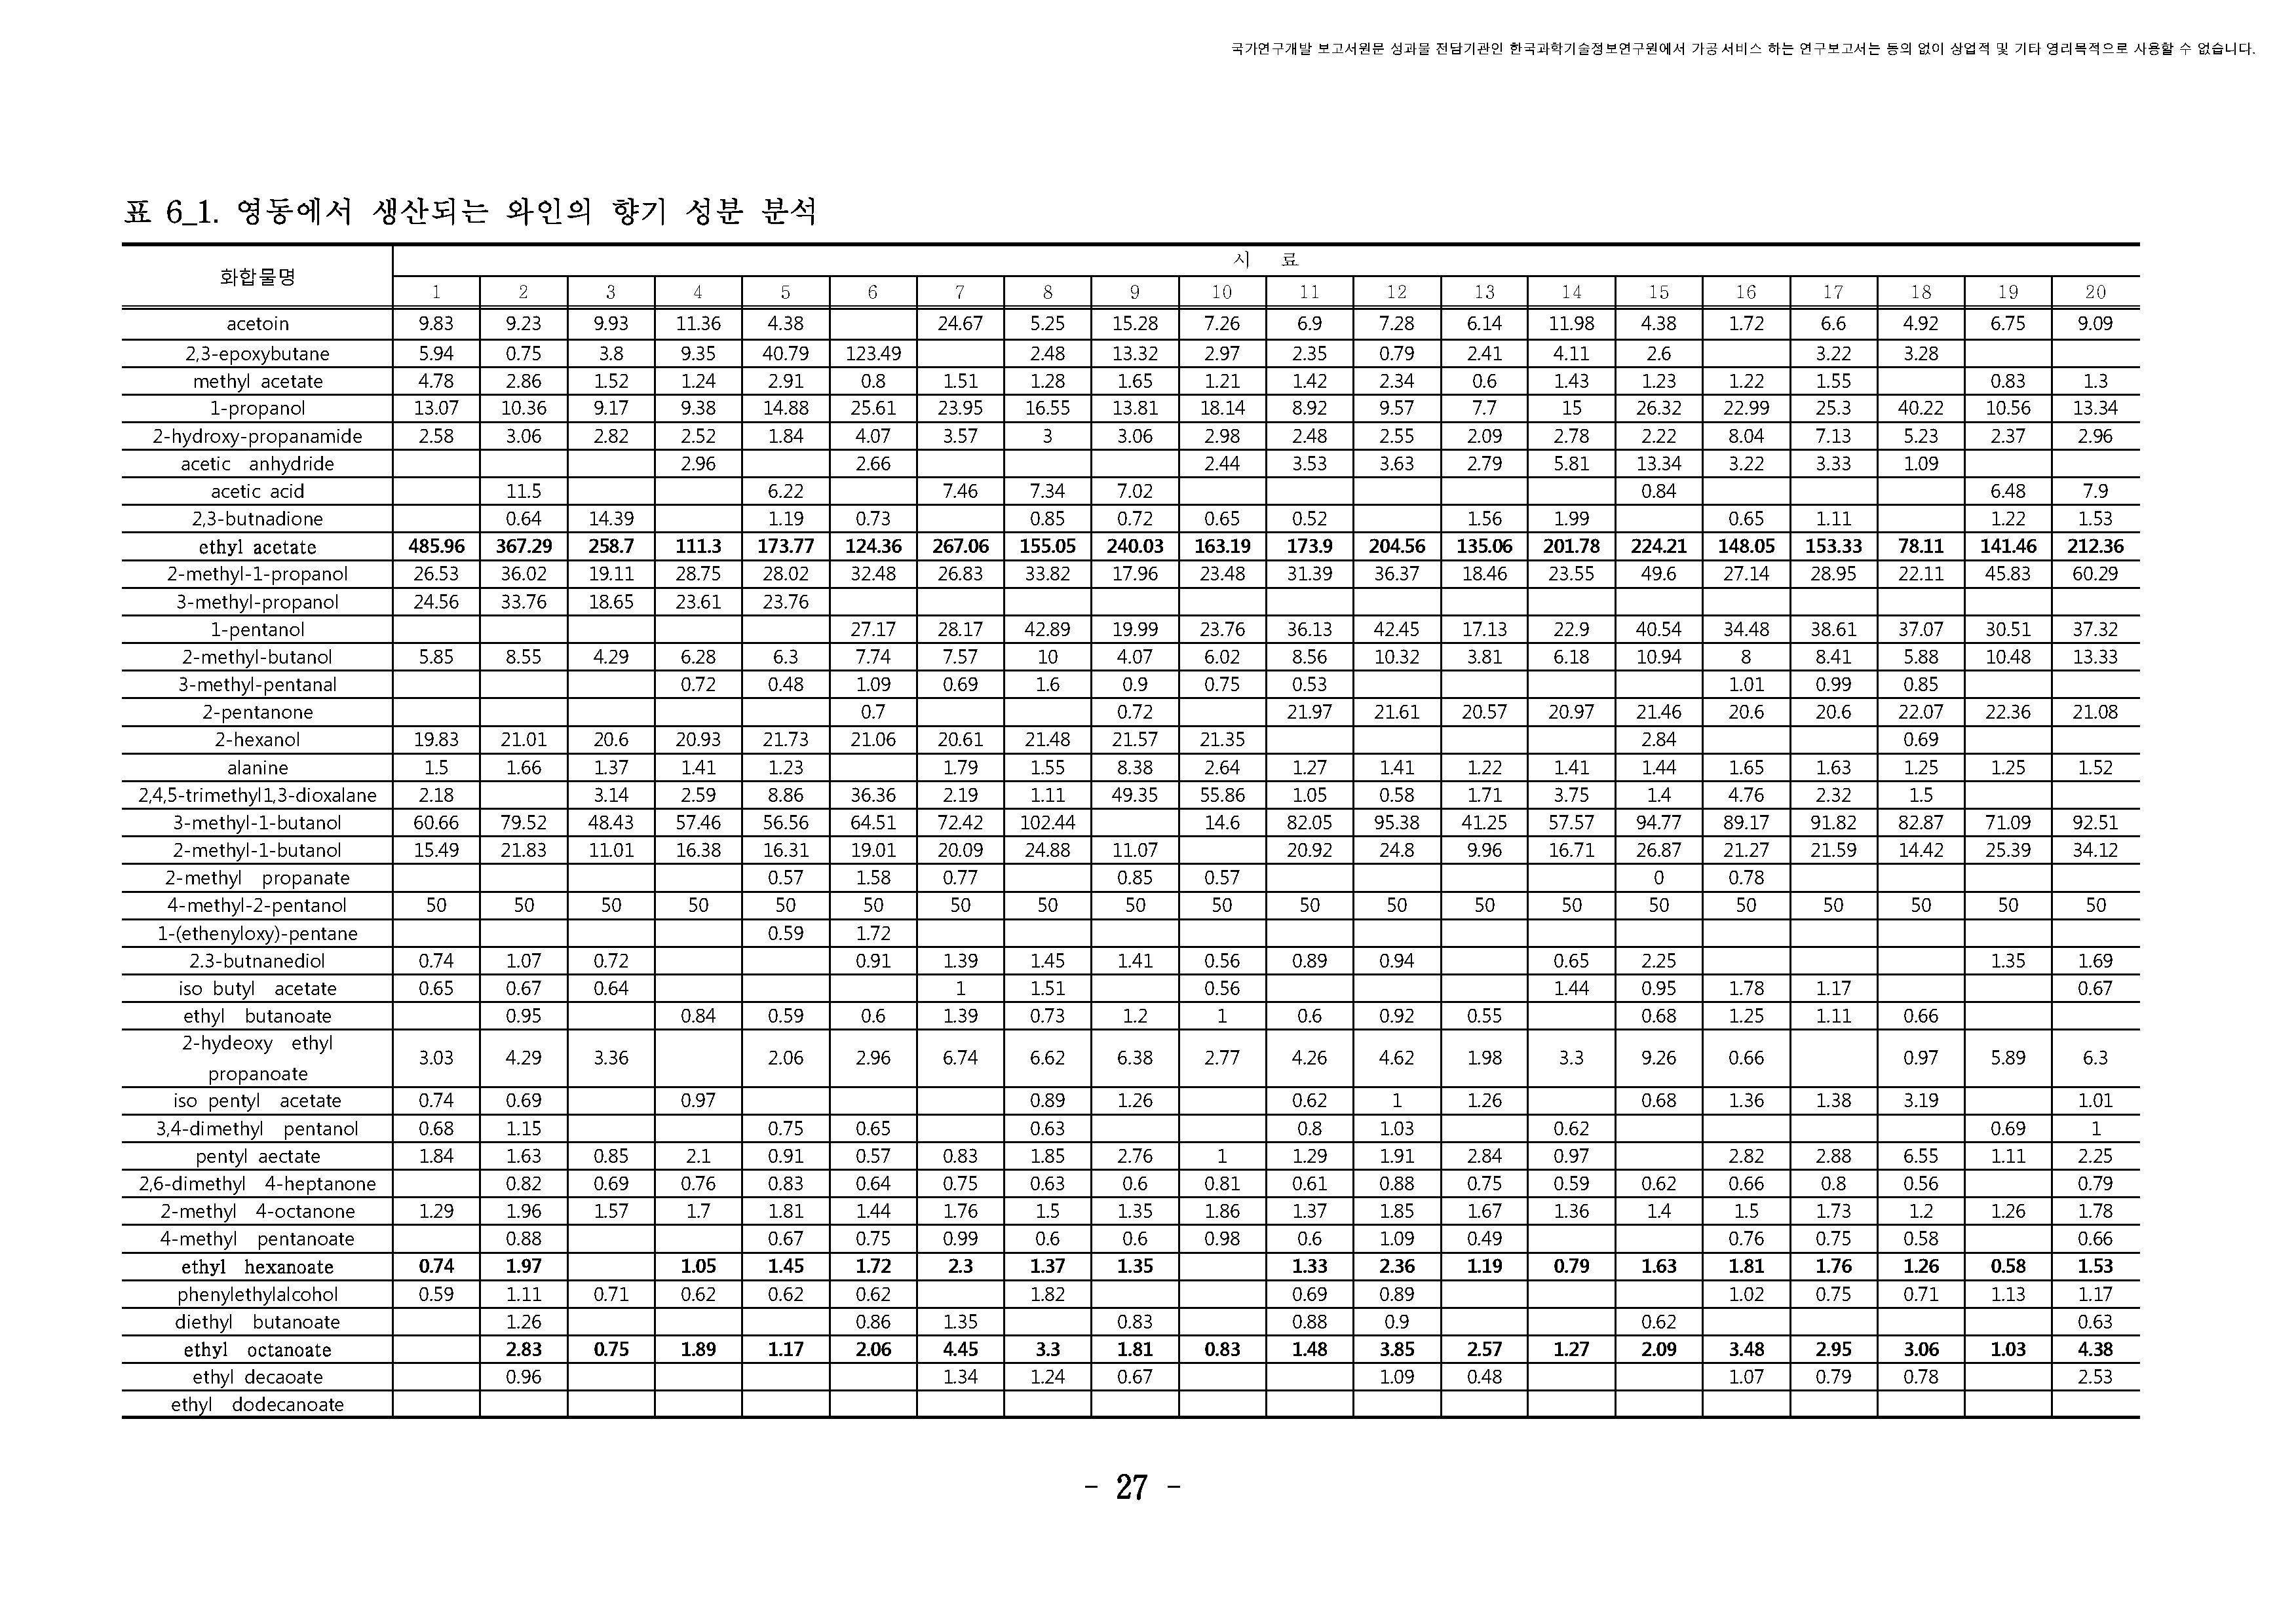 국가연구개발 보고서원문 성과물 전담기관인 한국과학기술정보연구원에서 가공·서비스 하는 연구보고서는 동의 없이 상업적 및 기타 영리목적으로 사용할 수 없습니다.
표 6_1. 영동에서 생산되는 와인의 향기 성분 분석
화합물명 시 료
1 2 3 4 5 6 7 8 9 10 11 12 13 14 15 16 17 18 19 20
acetoin 9.83 9.23 9.93 11.36 4.38 24.67 5.25 15.28 7.26 6.9 7.28 6.14 11.98 4.38 1.72 6.6 4.92 6.75 9.09
2,3-epoxybutane 5.94 0.75 3.8 9.35 40.79 123.49 2.48 13.32 2.97 2.35 0.79 2.41 4.11 2.6 3.22 3.28
methyl acetate 4.78 2.86 1.52 1.24 2.91 0.8 1.51 1.28 1.65 1.21 1.42 2.34 0.6 1.43 1.23 1.22 1.55 0.83 1.3
1-propanol 13.07 10.36 9.17 9.38 14.88 25.61 23.95 16.55 13.81 18.14 8.92 9.57 7.7 15 26.32 22.99 25.3 40.22 10.56 13.34
2-hydroxy-propanamide 2.58 3.06 2.82 2.52 1.84 4.07 3.57 3 3.06 2.98 2.48 2.55 2.09 2.78 2.22 8.04 7.13 5.23 2.37 2.96
acetic anhydride 2.96 2.66 2.44 3.53 3.63 2.79 5.81 13.34 3.22 3.33 1.09
acetic acid 11.5 6.22 7.46 7.34 7.02 0.84 6.48 7.9
2,3-butnadione 0.64 14.39 1.19 0.73 0.85 0.72 0.65 0.52 1.56 1.99 0.65 1.11 1.22 1.53
ethyl acetate 485.96 367.29 258.7 111.3 173.77 124.36 267.06 155.05 240.03 163.19 173.9 204.56 135.06 201.78 224.21 148.05 153.33 78.11 141.46 212.36
2-methyl-1-propanol 26.53 36.02 19.11 28.75 28.02 32.48 26.83 33.82 17.96 23.48 31.39 36.37 18.46 23.55 49.6 27.14 28.95 22.11 45.83 60.29
3-methyl-propanol 24.56 33.76 18.65 23.61 23.76
1-pentanol 27.17 28.17 42.89 19.99 23.76 36.13 42.45 17.13 22.9 40.54 34.48 38.61 37.07 30.51 37.32
2-methyl-butanol 5.85 8.55 4.29 6.28 6.3 7.74 7.57 10 4.07 6.02 8.56 10.32 3.81 6.18 10.94 8 8.41 5.88 10.48 13.33
3-methyl-pentanal 0.72 0.48 1.09 0.69 1.6 0.9 0.75 0.53 1.01 0.99 0.85
2-pentanone 0.7 0.72 21.97 21.61 20.57 20.97 21.46 20.6 20.6 22.07 22.36 21.08
2-hexanol 19.83 21.01 20.6 20.93 21.73 21.06 20.61 21.48 21.57 21.35 2.84 0.69
alanine 1.5 1.66 1.37 1.41 1.23 1.79 1.55 8.38 2.64 1.27 1.41 1.22 1.41 1.44 1.65 1.63 1.25 1.25 1.52
2,4,5-trimethyl1,3-dioxalane 2.18 3.14 2.59 8.86 36.36 2.19 1.11 49.35 55.86 1.05 0.58 1.71 3.75 1.4 4.76 2.32 1.5
3-methyl-1-butanol 60.66 79.52 48.43 57.46 56.56 64.51 72.42 102.44 14.6 82.05 95.38 41.25 57.57 94.77 89.17 91.82 82.87 71.09 92.51
2-methyl-1-butanol 15.49 21.83 11.01 16.38 16.31 19.01 20.09 24.88 11.07 20.92 24.8 9.96 16.71 26.87 21.27 21.59 14.42 25.39 34.12
2-methyl propanate 0.57 1.58 0.77 0.85 0.57 0 0.78
4-methyl-2-pentanol 50 50 50 50 50 50 50 50 50 50 50 50 50 50 50 50 50 50 50 50
1-(ethenyloxy)-pentane 0.59 1.72
2.3-butnanediol 0.74 1.07 0.72 0.91 1.39 1.45 1.41 0.56 0.89 0.94 0.65 2.25 1.35 1.69
iso butyl acetate 0.65 0.67 0.64 1 1.51 0.56 1.44 0.95 1.78 1.17 0.67
ethyl butanoate 0.95 0.84 0.59 0.6 1.39 0.73 1.2 1 0.6 0.92 0.55 0.68 1.25 1.11 0.66
2-hydeoxy ethyl
propanoate 3.03 4.29 3.36 2.06 2.96 6.74 6.62 6.38 2.77 4.26 4.62 1.98 3.3 9.26 0.66 0.97 5.89 6.3
iso pentyl acetate 0.74 0.69 0.97 0.89 1.26 0.62 1 1.26 0.68 1.36 1.38 3.19 1.01
3,4-dimethyl pentanol 0.68 1.15 0.75 0.65 0.63 0.8 1.03 0.62 0.69 1
pentyl aectate 1.84 1.63 0.85 2.1 0.91 0.57 0.83 1.85 2.76 1 1.29 1.91 2.84 0.97 2.82 2.88 6.55 1.11 2.25
2,6-dimethyl 4-heptanone 0.82 0.69 0.76 0.83 0.64 0.75 0.63 0.6 0.81 0.61 0.88 0.75 0.59 0.62 0.66 0.8 0.56 0.79
2-methyl 4-octanone 1.29 1.96 1.57 1.7 1.81 1.44 1.76 1.5 1.35 1.86 1.37 1.85 1.67 1.36 1.4 1.5 1.73 1.2 1.26 1.78
4-methyl pentanoate 0.88 0.67 0.75 0.99 0.6 0.6 0.98 0.6 1.09 0.49 0.76 0.75 0.58 0.66
ethyl hexanoate 0.74 1.97 1.05 1.45 1.72 2.3 1.37 1.35 1.33 2.36 1.19 0.79 1.63 1.81 1.76 1.26 0.58 1.53
phenylethylalcohol 0.59 1.11 0.71 0.62 0.62 0.62 1.82 0.69 0.89 1.02 0.75 0.71 1.13 1.17
diethyl butanoate 1.26 0.86 1.35 0.83 0.88 0.9 0.62 0.63
ethyl octanoate 2.83 0.75 1.89 1.17 2.06 4.45 3.3 1.81 0.83 1.48 3.85 2.57 1.27 2.09 3.48 2.95 3.06 1.03 4.38
ethyl decaoate 0.96 1.34 1.24 0.67 1.09 0.48 1.07 0.79 0.78 2.53
ethyl dodecanoate
- 27 -